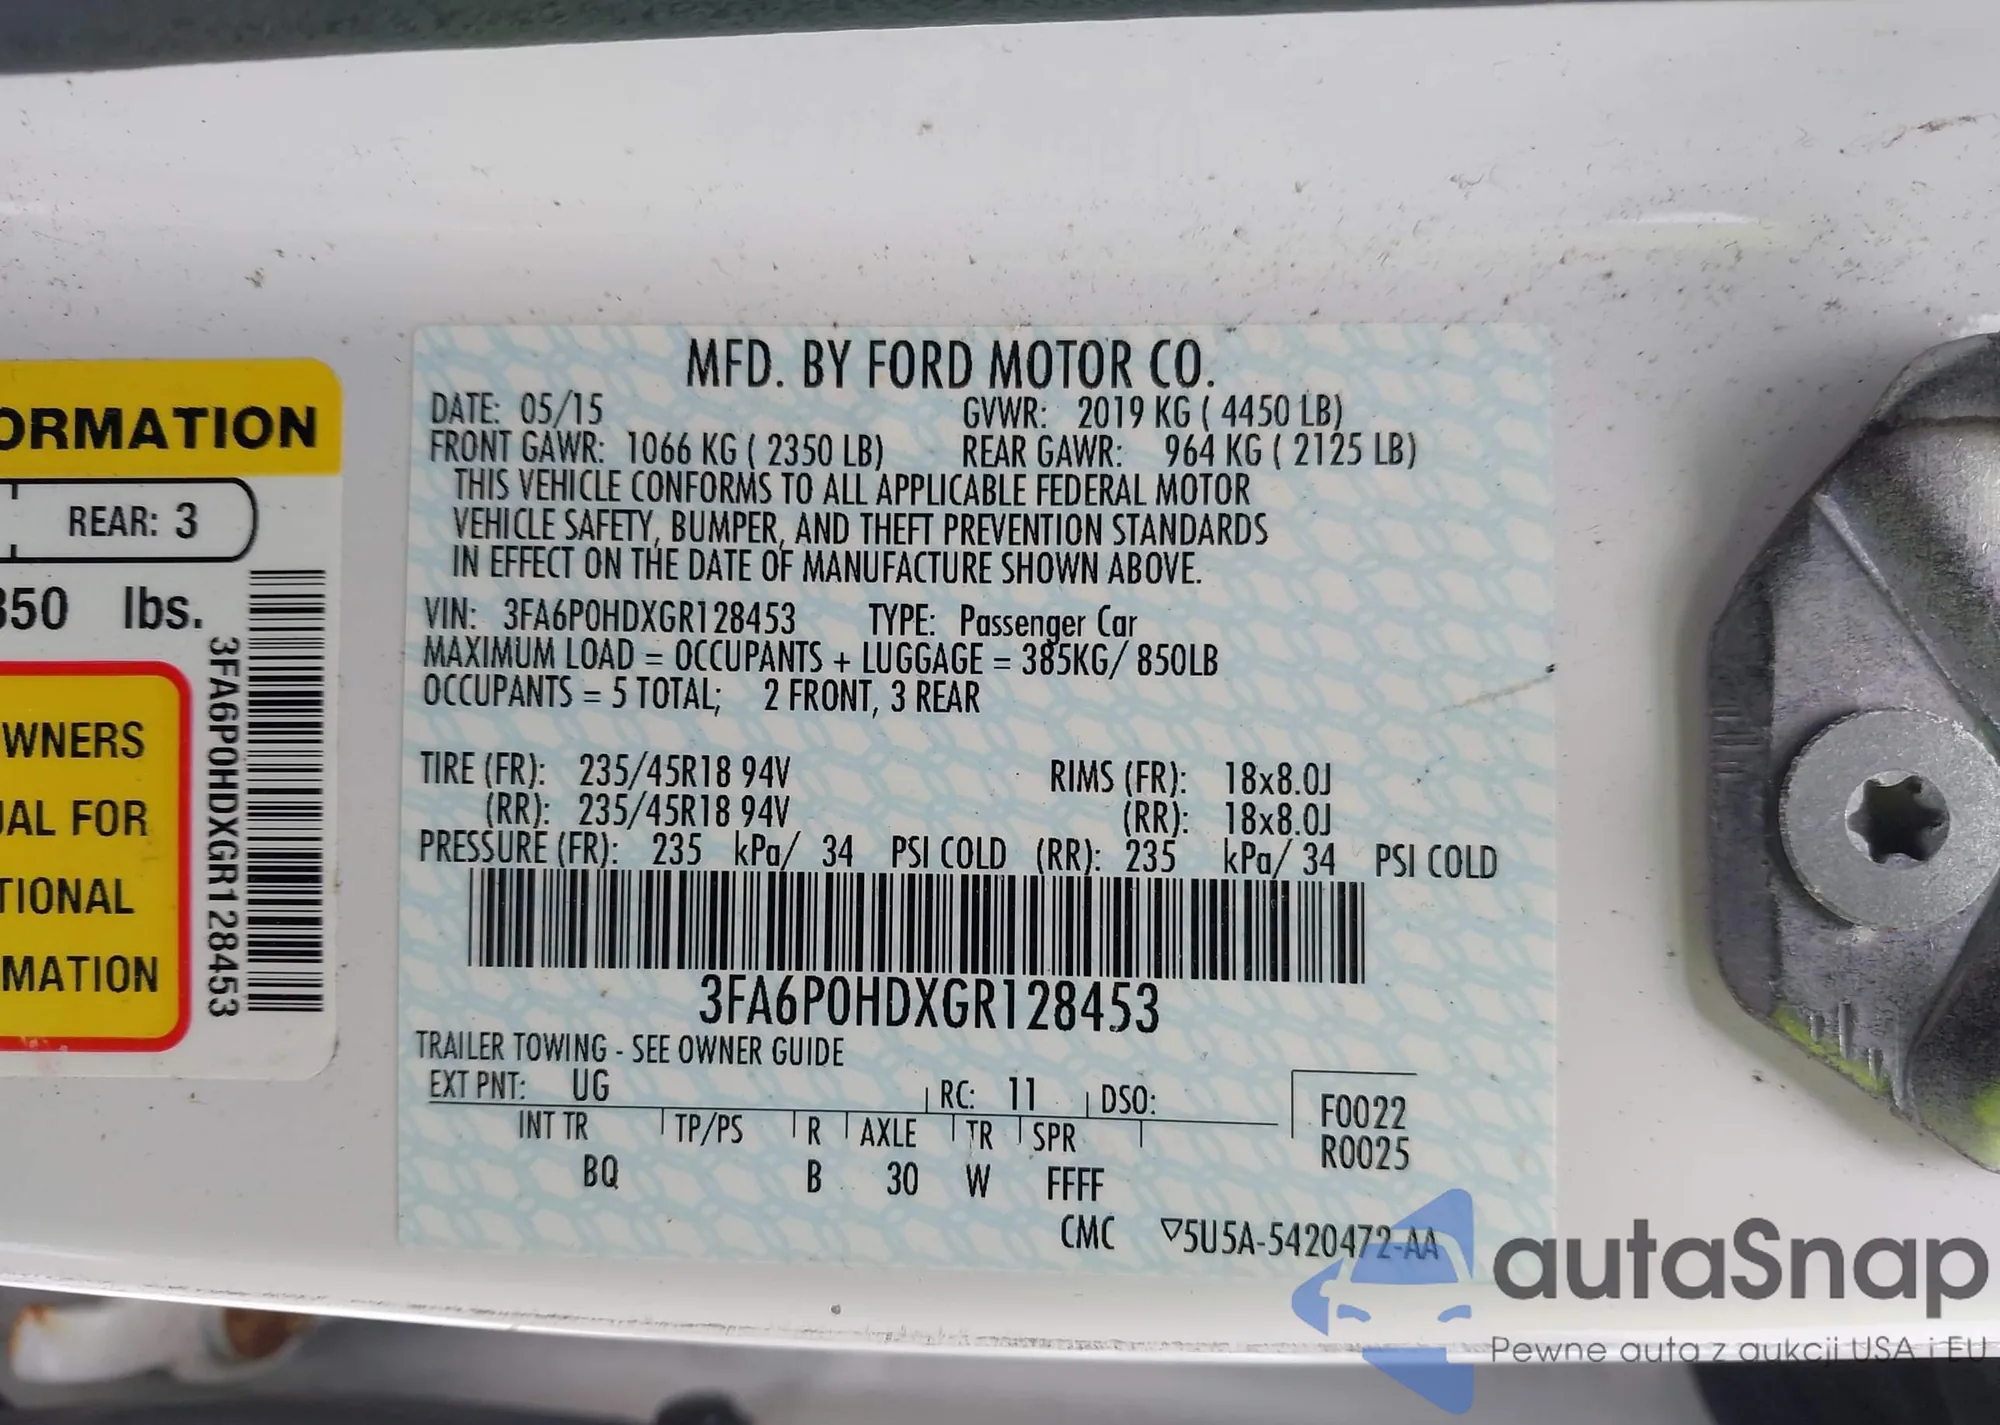 ORMATION
REAR: 3
850 lbs.
WNERS
UAL FOR
TIONAL
MATION
3FA6P0HDXGR128453
MFD. BY FORD MOTOR CO.
DATE: 05/15 GVWR: 2019 KG ( 4450 LB)
FRONT GAWR: 1066 KG ( 2350 LB) REAR GAWR: 964 KG ( 2125 LB)
THIS VEHICLE CONFORMS TO ALL APPLICABLE FEDERAL MOTOR
VEHICLE SAFETY, BUMPER, AND THEFT PREVENTION STANDARDS
IN EFFECT ON THE DATE OF MANUFACTURE SHOWN ABOVE.
VIN: 3FA6P0HDXGR128453 TYPE: Passenger Car
MAXIMUM LOAD = OCCUPANTS + LUGGAGE = 385KG/ 850LB
OCCUPANTS = 5 TOTAL; 2 FRONT, 3 REAR
TIRE (FR): 235/45R18 94V RIMS (FR): 18x8.0J
(RR): 235/45R18 94V (RR): 18x8.0J
PRESSURE (FR): 235 kPa/ 34 PSI COLD (RR): 235 kPa/ 34 PSI COLD
3FA6P0HDXGR128453
TRAILER TOWING - SEE OWNER GUIDE
EXT PNT: UG RC: 11 DSO:
F0022
R0025
INT TR TP/PS R AXLE TR SPR
BQ B 30 W FFFF
CMC ▽5U5A-5420472-AA
autaSnap
Pewne auta z aukcji USA i EU